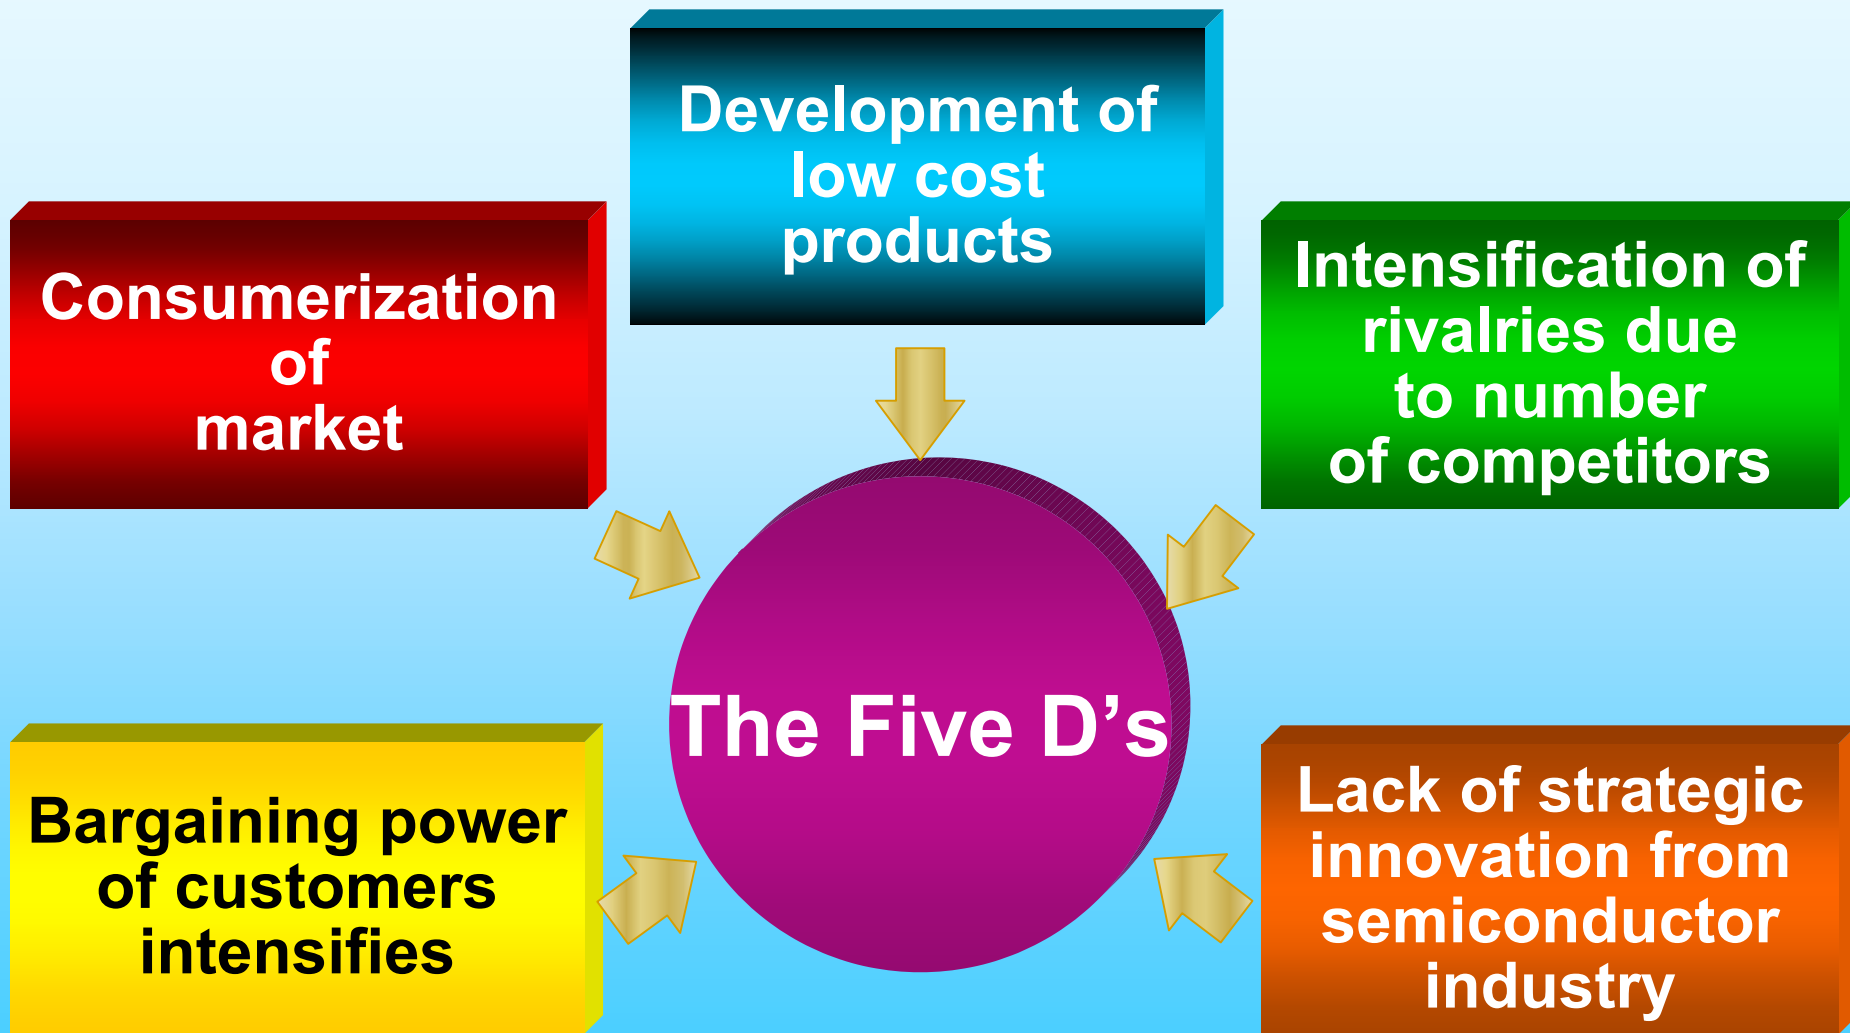 Development of
low cost
products
Consumerization
of
market
Intensification of
rivalries due
to number
of competitors
The Five D’s
Bargaining power
of customers
intensifies
Lack of strategic
innovation from
semiconductor
industry